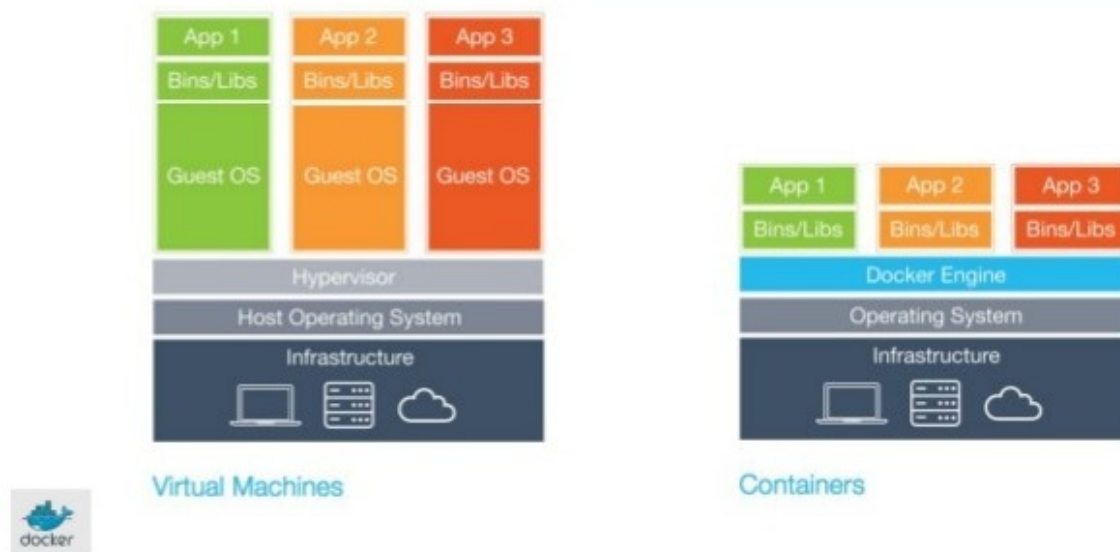 App 1
App 2
App 3
Bins/Libs
Bins/Libs
Bins/Libs
Guest OS
Guest OS
Guest OS
Hypervisor
Host Operating System
Infrastructure
Virtual Machines
App 1
App 2
App 3
Bins/Libs
Bins/Libs
Bins/Libs
Docker Engine
Operating System
Infrastructure
Containers
docker